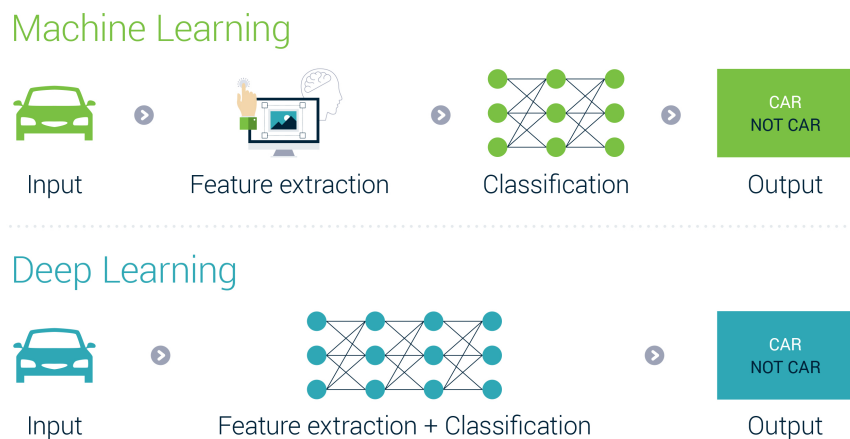 Machine Learning
CAR
NOT CAR
Input
Feature extraction
Classification
Output
Deep Learning
CAR
NOT CAR
Input
Feature extraction + Classification
Output